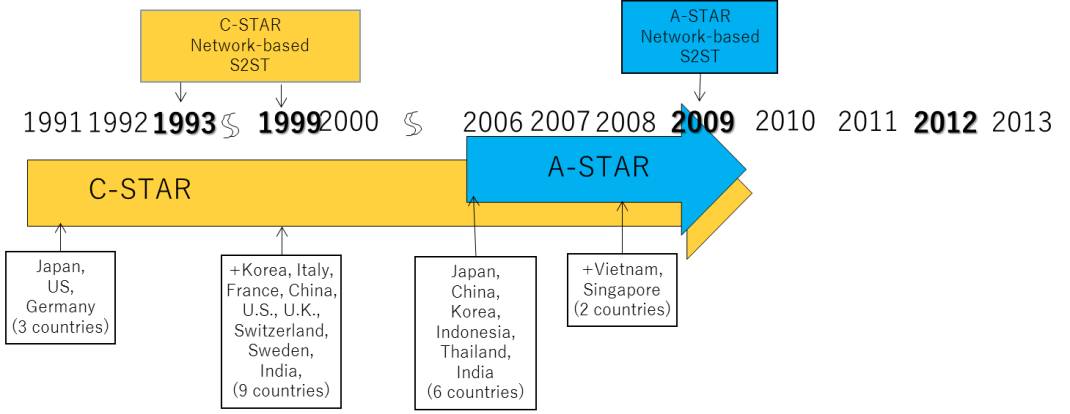 C-STAR
Network-based
S2ST
A-STAR
Network-based
S2ST
1991 1992 1993 1999 2000 2006 2007 2008 2009 2010 2011 2012 2013
C-STAR
A-STAR
Japan,
US,
Germany
(3 countries)
+Korea, Italy,
France, China,
U.S., U.K.,
Switzerland,
Sweden,
India,
(9 countries)
Japan,
China,
Korea,
Indonesia,
Thailand,
India
(6 countries)
+Vietnam,
Singapore
(2 countries)